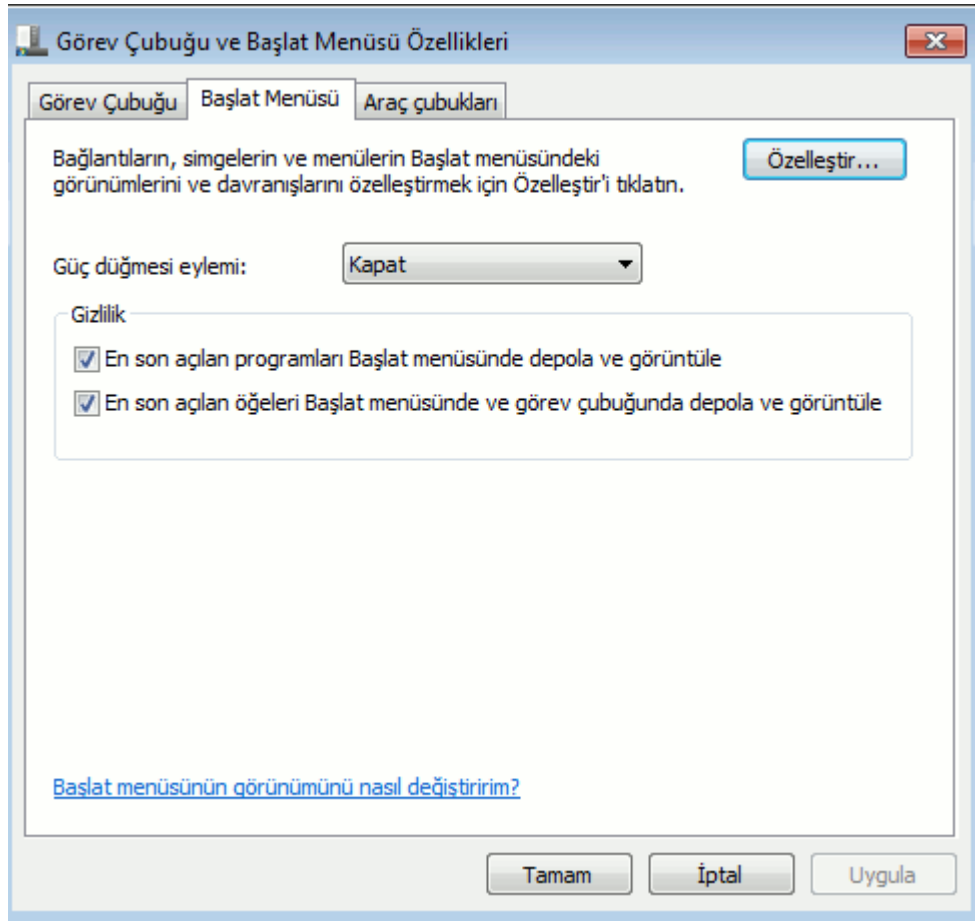 Görev Çubuğu ve Başlat Menüsü Özellikleri
Görev Çubuğu
Başlat Menüsü
Araç çubukları
Bağlantıların, simgelerin ve menülerin Başlat menüsündeki
görünümlerini ve davranışlarını özelleştirmek için Özelleştir'i tıklatın.
Özelleştir...
Güç düğmesi eylemi:
Kapat
Gizlilik
En son açılan programları Başlat menüsünde depola ve görüntüle
En son açılan öğeleri Başlat menüsünde ve görev çubuğunda depola ve görüntüle
Başlat menüsünün görünümünü nasıl değiştiririm?
Tamam
İptal
Uygula